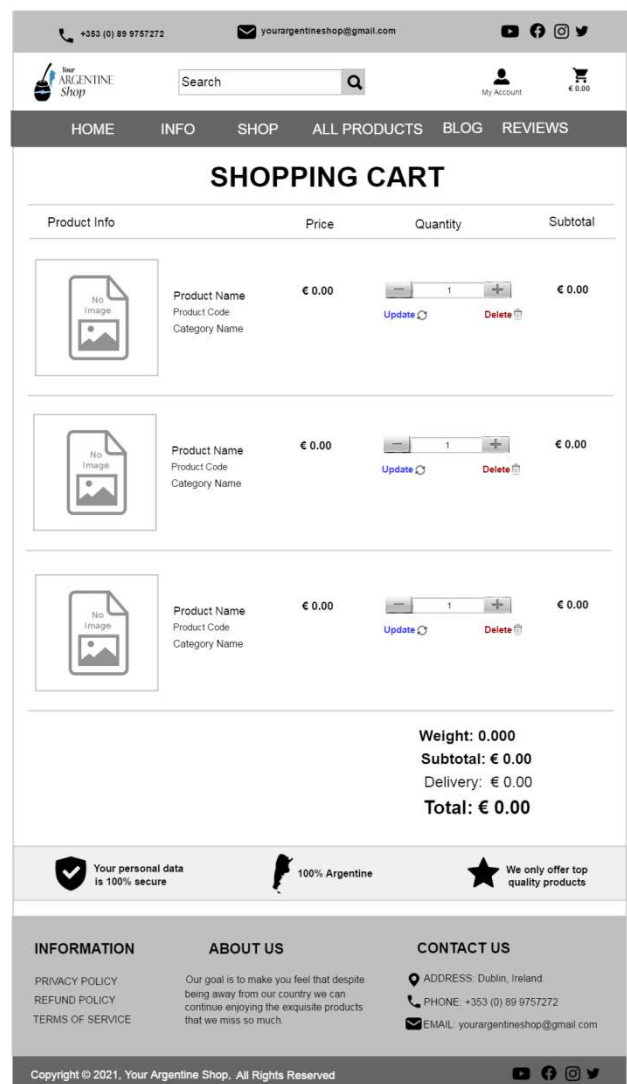 +353 (0) 89 9757272
yourargentineshop@gmail.com
Your
ARGENTINE
Shop
Search
My Account
€ 0.00
HOME INFO SHOP ALL PRODUCTS BLOG REVIEWS
SHOPPING CART
Product Info Price Quantity Subtotal
No
Image
Product Name
Product Code
Category Name
€ 0.00
1
€ 0.00
Update Delete
No
Image
Product Name
Product Code
Category Name
€ 0.00
1
€ 0.00
Update Delete
No
Image
Product Name
Product Code
Category Name
€ 0.00
1
€ 0.00
Update Delete
Weight: 0.000
Subtotal: € 0.00
Delivery: € 0.00
Total: € 0.00
Your personal data
is 100% secure
100% Argentine
We only offer top
quality products
INFORMATION
PRIVACY POLICY
REFUND POLICY
TERMS OF SERVICE
ABOUT US
Our goal is to make you feel that despite
being away from our country we can
continue enjoying the exquisite products
that we miss so much.
CONTACT US
ADDRESS: Dublin, Ireland.
PHONE: +353 (0) 89 9757272
EMAIL: yourargentineshop@gmail.com
Copyright © 2021, Your Argentine Shop, All Rights Reserved